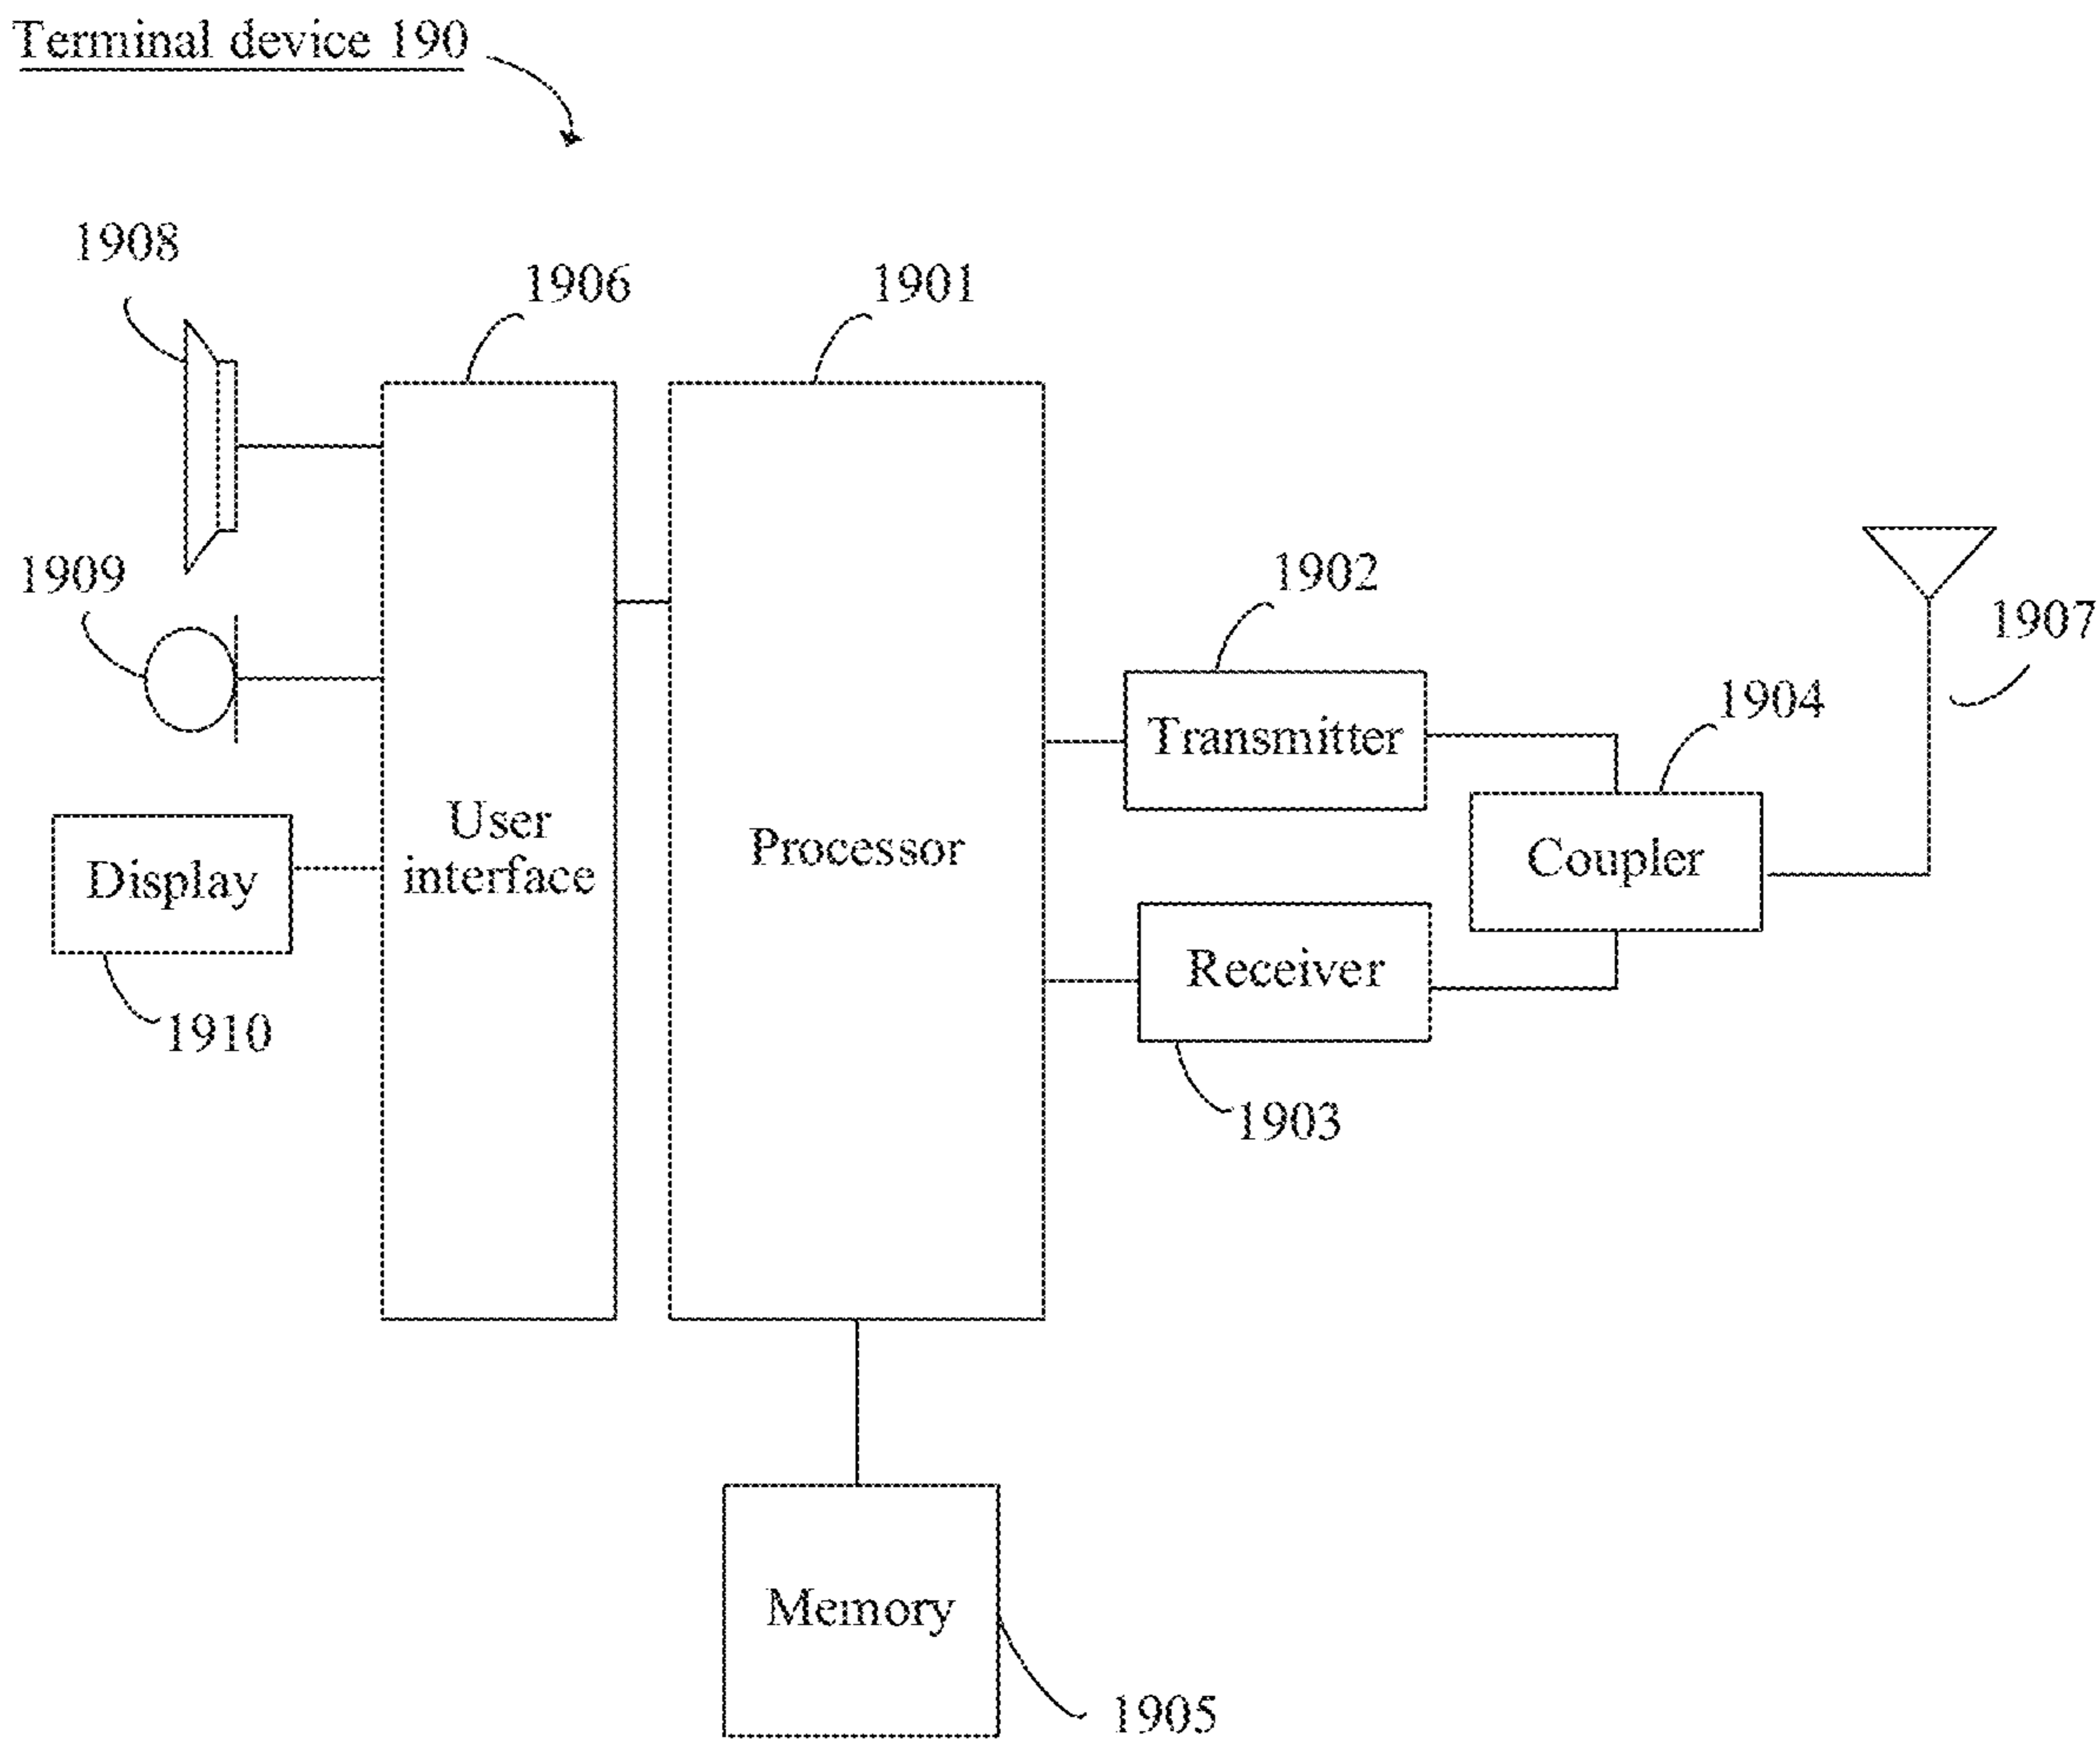 Terminal device 190
1908
1906
1901
1909
1902
1907
1904
Transmitter
User
interface
Processor
Coupler
Display
Receiver
1910
1903
Memory
1905